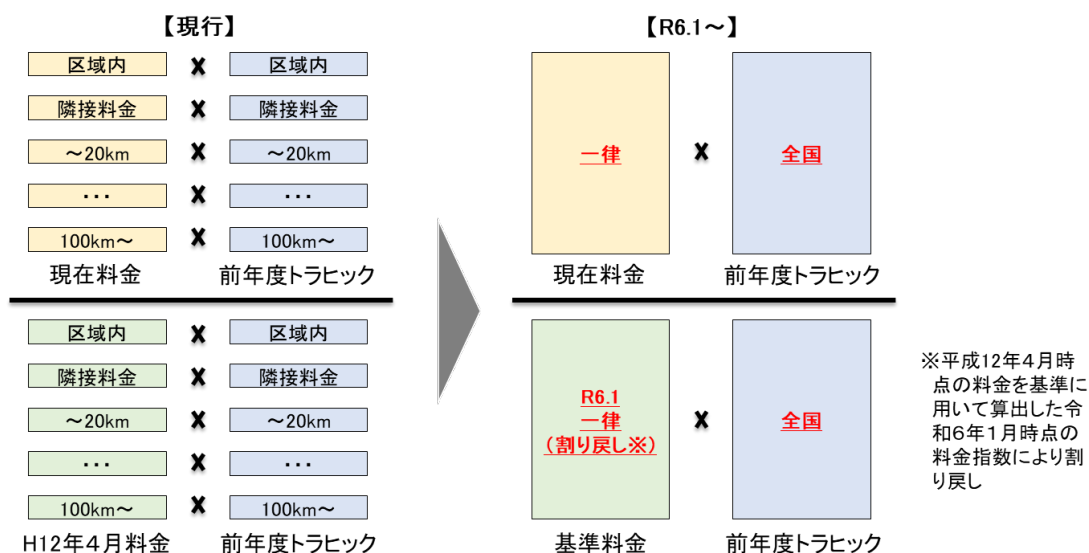 【現行】
区域内 × 区域内
隣接料金 × 隣接料金
～20km × ～20km
・・・ × ・・・
100km～ × 100km～
現在料金 前年度トラヒック
区域内 × 区域内
隣接料金 × 隣接料金
～20km × ～20km
・・・ × ・・・
100km～ × 100km～
H12年４月料金 前年度トラヒック
【R6.1～】
一律 × 全国
現在料金 前年度トラヒック
R6.1
一律
(割り戻し※) × 全国
基準料金 前年度トラヒック
※平成12年４月時
点の料金を基準に
用いて算出した令
和６年１月時点の
料金指数により割
り戻し